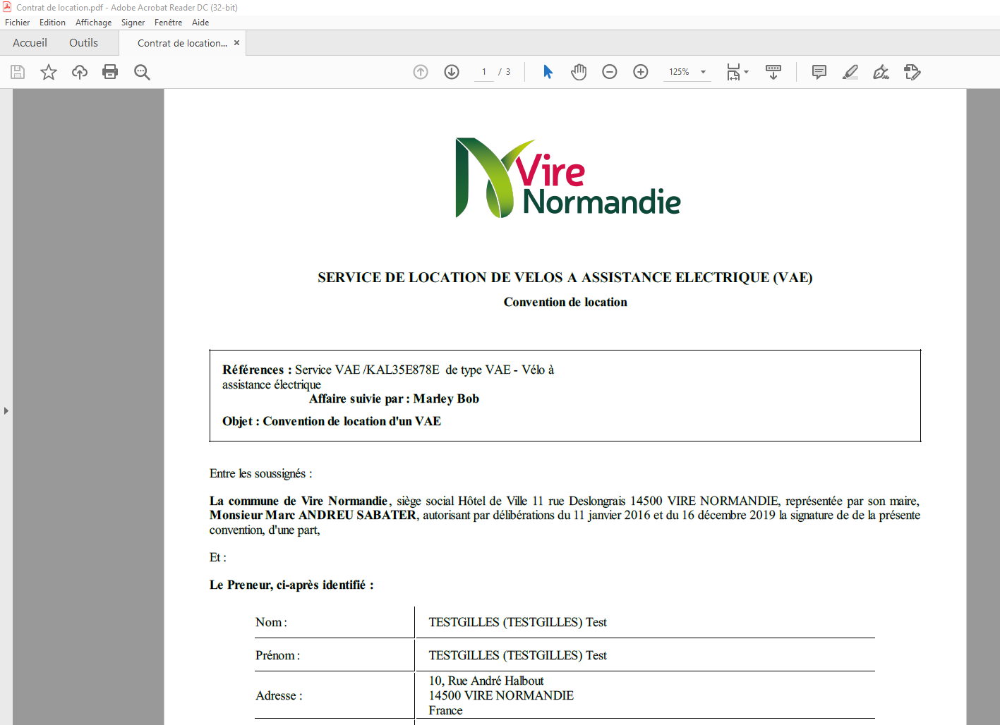 Contrat de location.pdf - Adobe Acrobat Reader DC (32-bit)
Fichier Edition Affichage Signer Fenêtre Aide
Accueil Outils Contrat de location... ×
1 / 3 125%
Vire
Normandie
SERVICE DE LOCATION DE VELOS A ASSISTANCE ELECTRIQUE (VAE)
Convention de location
Références : Service VAE /KAL35E878E de type VAE - Vélo à
assistance électrique
Affaire suivie par : Marley Bob
Objet : Convention de location d'un VAE
Entre les soussignés :
La commune de Vire Normandie, siège social Hôtel de Ville 11 rue Deslongrais 14500 VIRE NORMANDIE, représentée par son maire,
Monsieur Marc ANDREU SABATER, autorisant par délibérations du 11 janvier 2016 et du 16 décembre 2019 la signature de de la présente
convention, d'une part,
Et :
Le Preneur, ci-après identifié :
Nom : TESTGILLES (TESTGILLES) Test
Prénom : TESTGILLES (TESTGILLES) Test
Adresse : 10, Rue André Halbout
14500 VIRE NORMANDIE
France